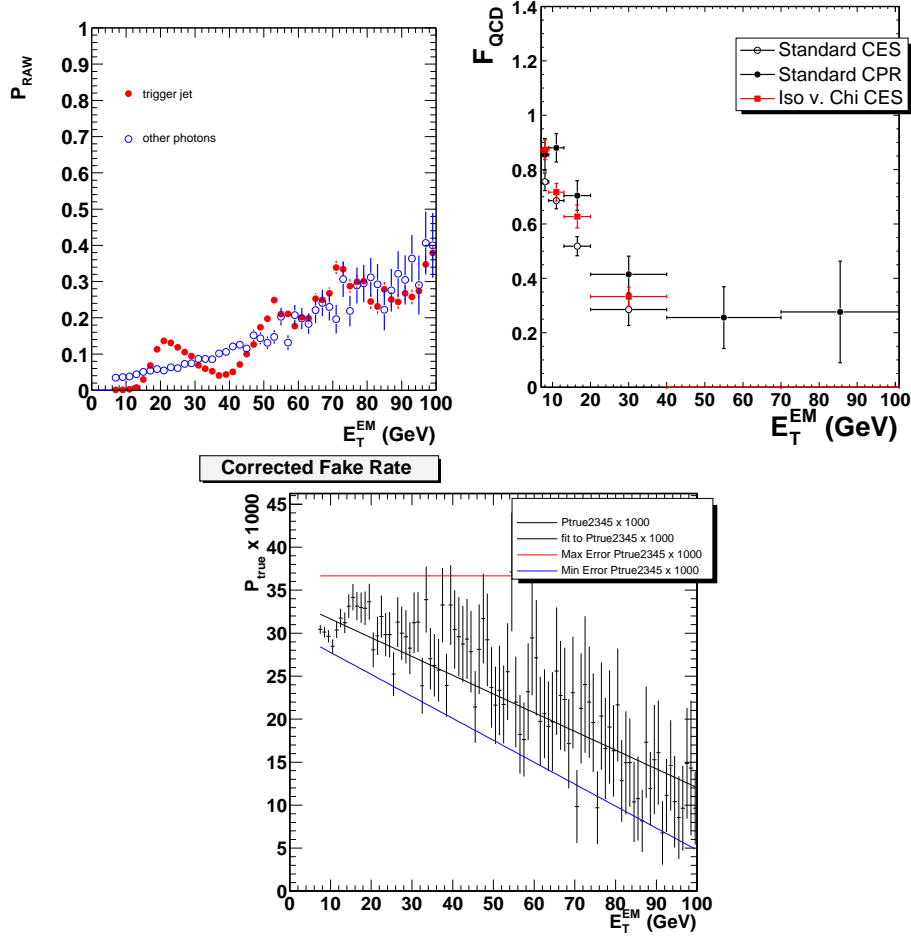 P_RAW
1
0.9
0.8
0.7
0.6
0.5
0.4
0.3
0.2
0.1
0
trigger jet
other photons
0 10 20 30 40 50 60 70 80 90 100
E_T^EM (GeV)
F_QCD
1.4
1.2
1
0.8
0.6
0.4
0.2
0
Standard CES
Standard CPR
Iso v. Chi CES
10 20 30 40 50 60 70 80 90 100
E_T^EM (GeV)
Corrected Fake Rate
P_true x 1000
45
40
35
30
25
20
15
10
5
0
Ptrue2345 x 1000
fit to Ptrue2345 x 1000
Max Error Ptrue2345 x 1000
Min Error Ptrue2345 x 1000
0 10 20 30 40 50 60 70 80 90 100
E_T^EM (GeV)